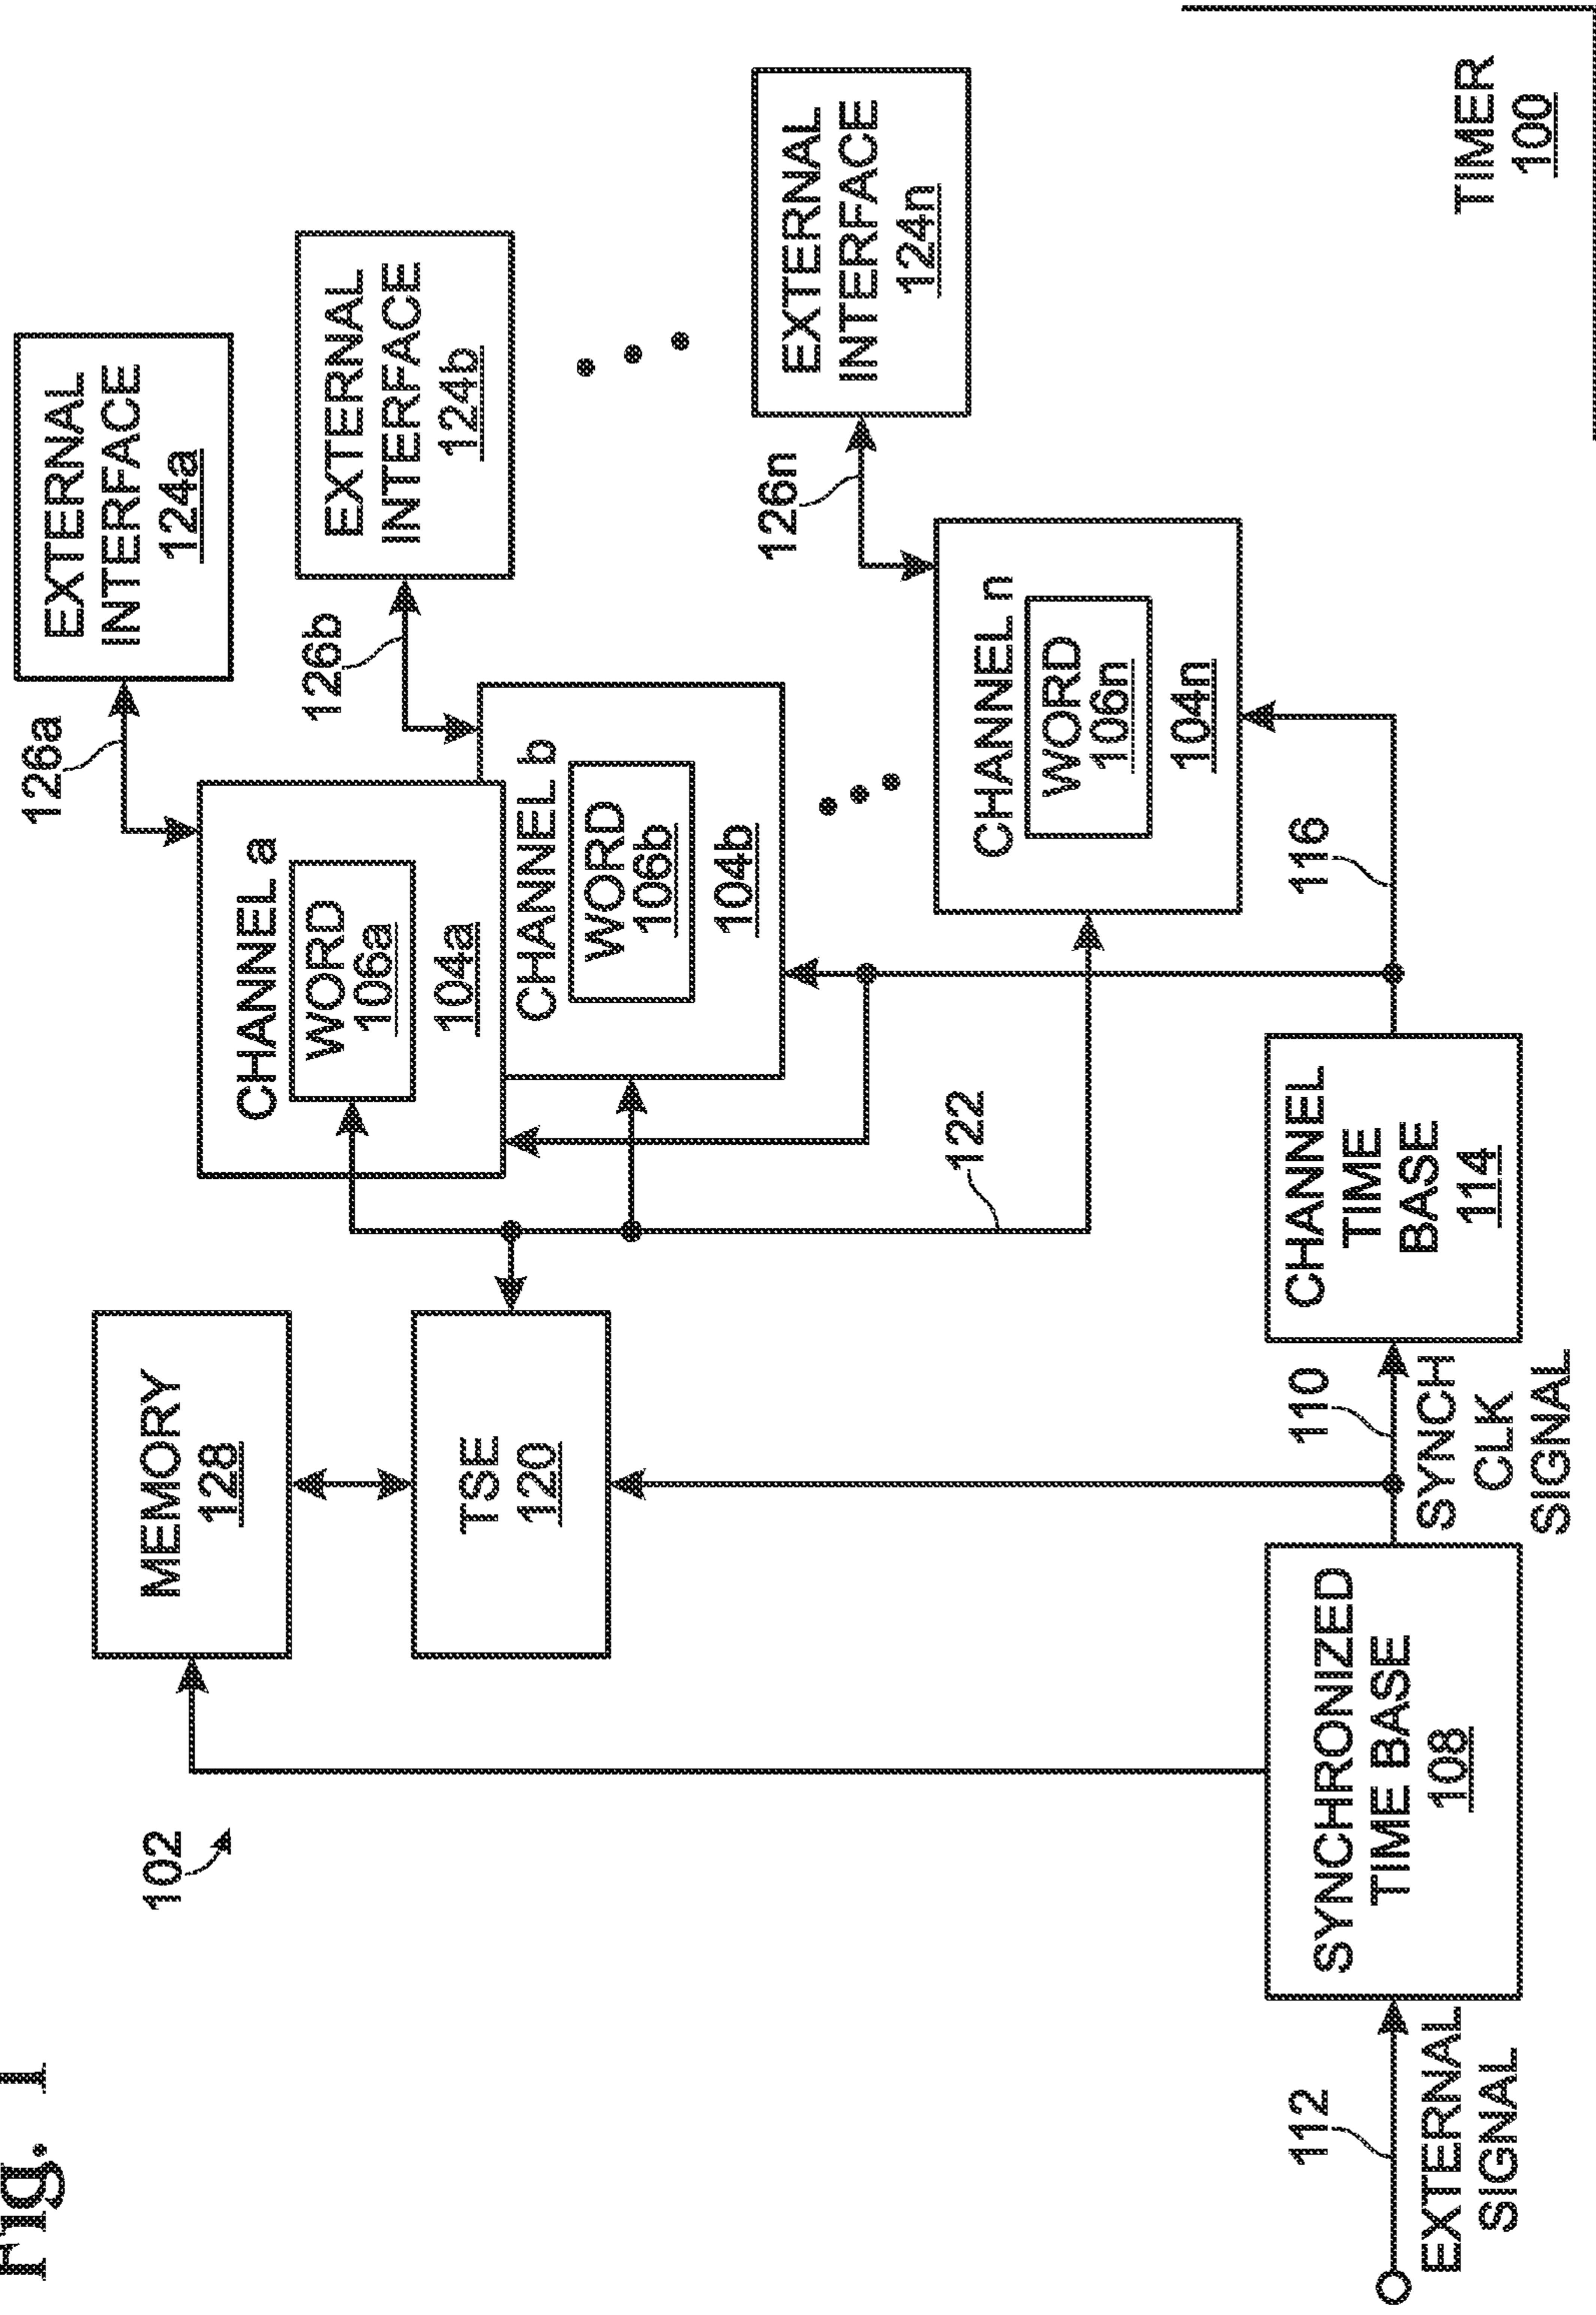 Fig. 1
102
MEMORY
128
TSE
120
126a
EXTERNAL
INTERFACE
124a
126b
EXTERNAL
INTERFACE
124b
126n
EXTERNAL
INTERFACE
124n
CHANNEL a
WORD
106a
104a
CHANNEL b
WORD
106b
104b
CHANNEL n
WORD
106n
104n
122
116
112
EXTERNAL
SIGNAL
SYNCHRONIZED
TIME BASE
108
110
SYNCH
CLK
SIGNAL
CHANNEL
TIME
BASE
114
TIMER
100